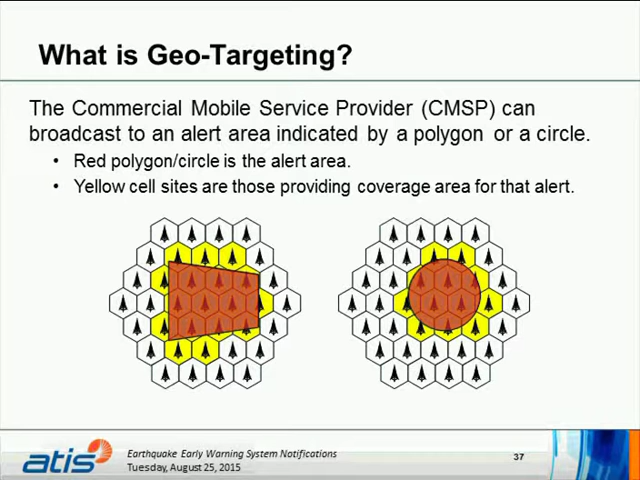 What is Geo-Targeting?
The Commercial Mobile Service Provider (CMSP) can
broadcast to an alert area indicated by a polygon or a circle.
• Red polygon/circle is the alert area.
• Yellow cell sites are those providing coverage area for that alert.
atis
Earthquake Early Warning System Notifications
Tuesday, August 25, 2015
37